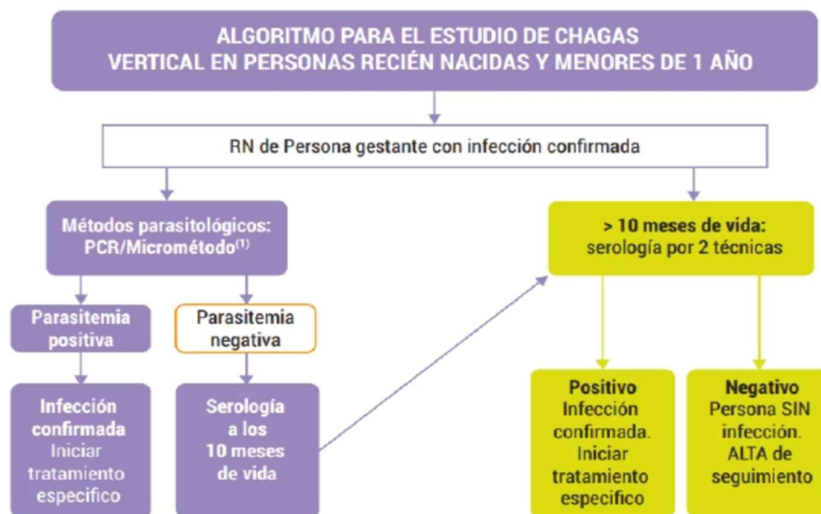 ALGORITMO PARA EL ESTUDIO DE CHAGAS
VERTICAL EN PERSONAS RECIÉN NACIDAS Y MENORES DE 1 AÑO
RN de Persona gestante con infección confirmada
Métodos parasitológicos:
PCR/Micrométodo(1)
Parasitemia
positiva
Parasitemia
negativa
Infección
confirmada
Iniciar
tratamiento
especifico
Serología
a los
10 meses
de vida
> 10 meses de vida:
serología por 2 técnicas
Positivo
Infección
confirmada.
Iniciar
tratamiento
especifico
Negativo
Persona SIN
infección.
ALTA de
seguimiento